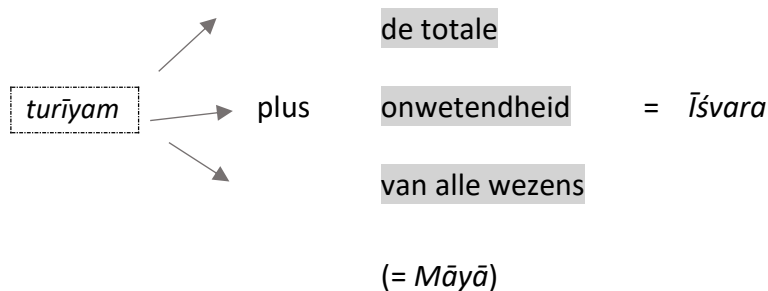 de totale
turīyam plus onwetendheid = Īśvara
van alle wezens
(= Māyā)